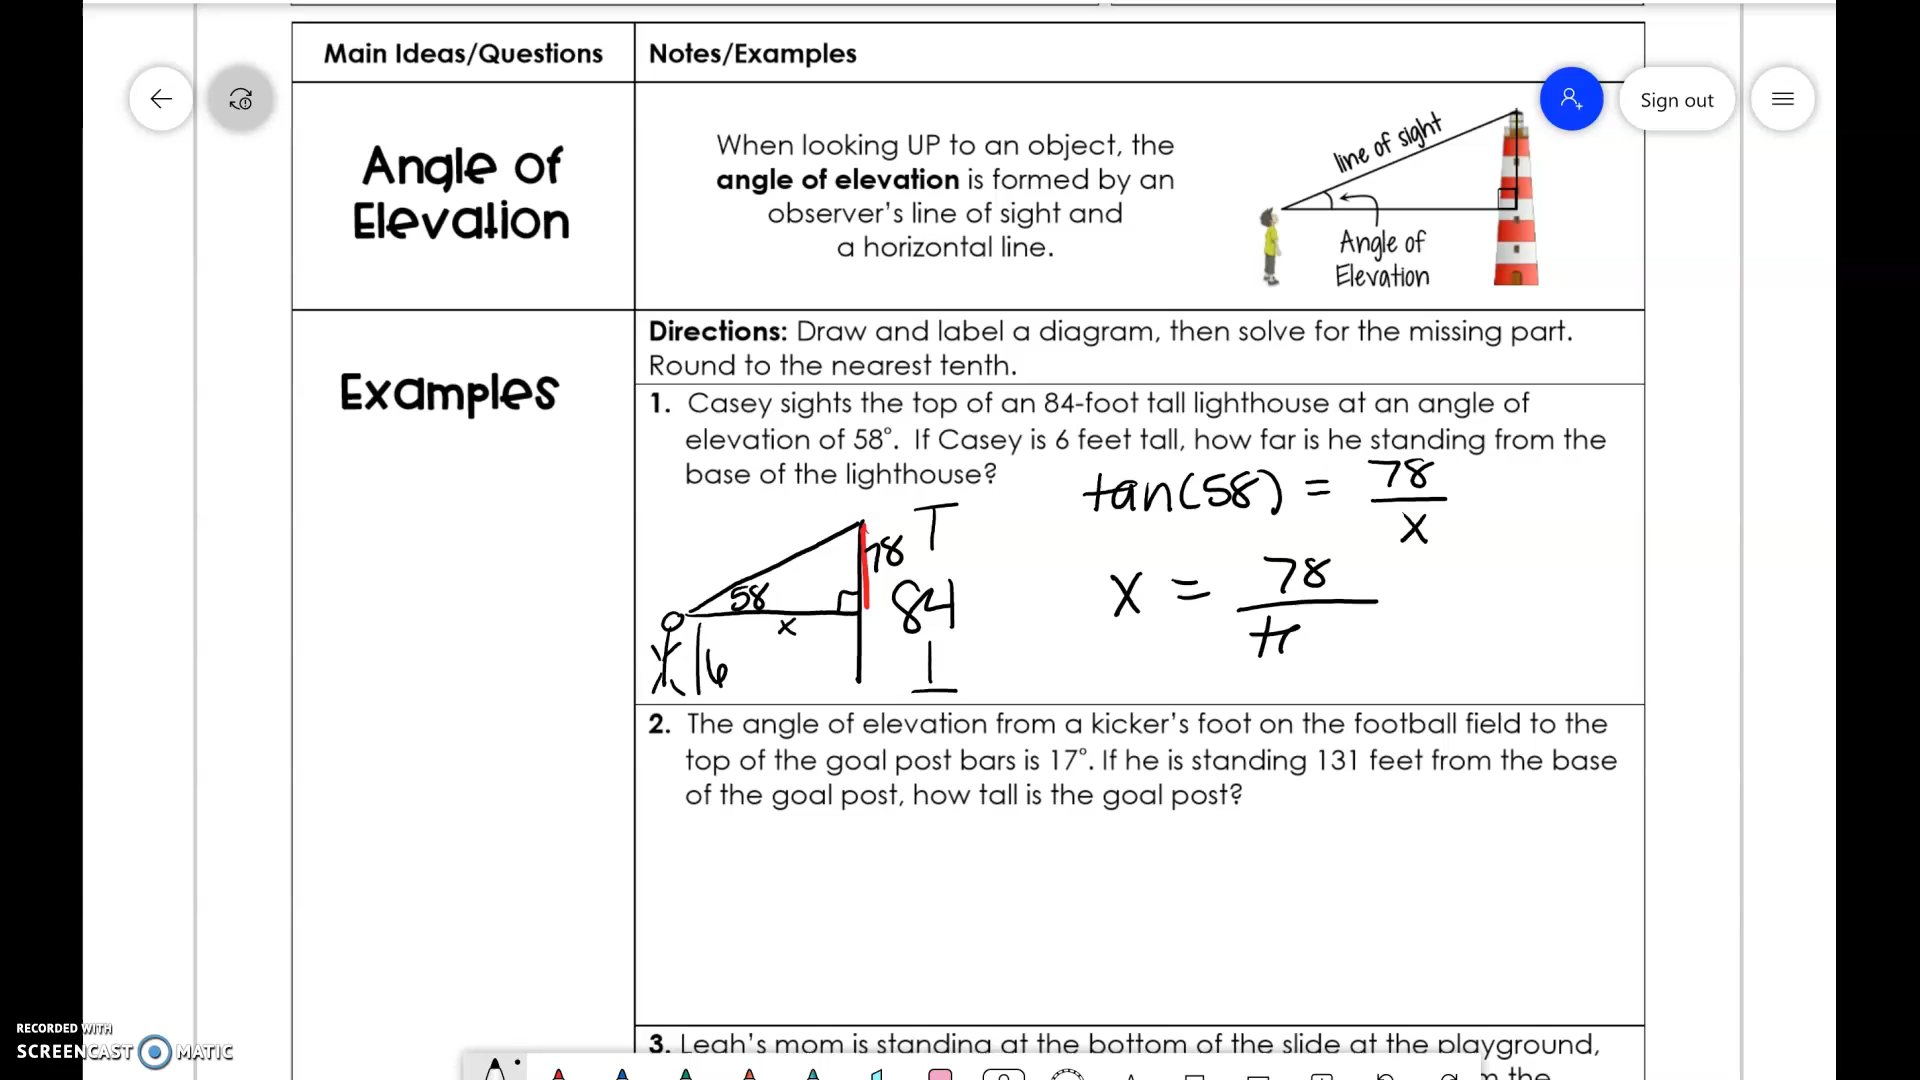 Main Ideas/Questions
Notes/Examples
Sign out
Angle of
Elevation
When looking UP to an object, the
angle of elevation is formed by an
observer's line of sight and
a horizontal line.
line of sight
Angle of
Elevation
Examples
Directions: Draw and label a diagram, then solve for the missing part.
Round to the nearest tenth.
1. Casey sights the top of an 84-foot tall lighthouse at an angle of
elevation of 58°. If Casey is 6 feet tall, how far is he standing from the
base of the lighthouse?
tan(58) = 78
x
78
58
x
84
6
x = 78
2. The angle of elevation from a kicker's foot on the football field to the
top of the goal post bars is 17°. If he is standing 131 feet from the base
of the goal post, how tall is the goal post?
3. Leah's mom is standing at the bottom of the slide at the playground,
RECORDED WITH
SCREENCAST MATIC